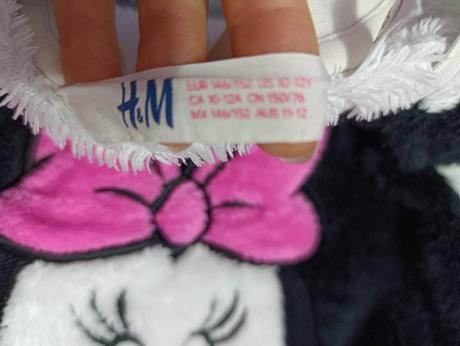 H&M
EUR 146/152 US 10-12Y
CA 10-12A CN 150/76
MX 146/152 AUS 11-12